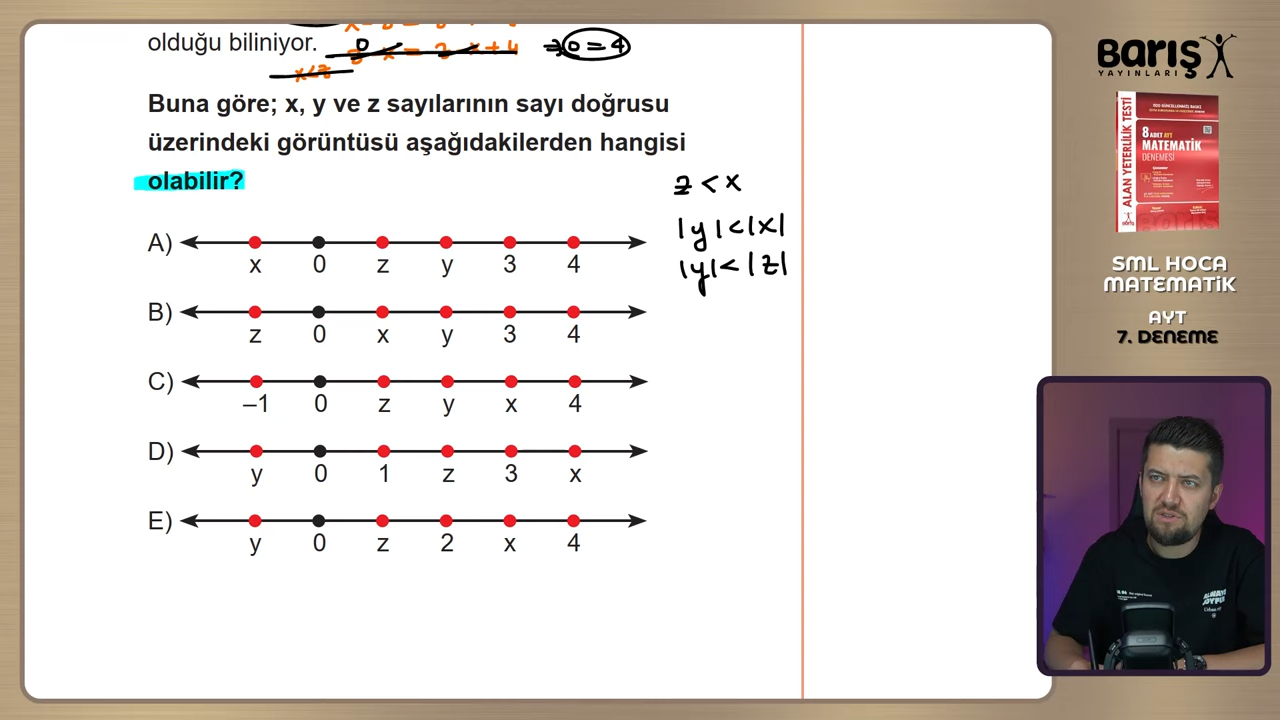 olduğu biliniyor.
0 = 4
x<z
Buna göre; x, y ve z sayılarının sayı doğrusu
üzerindeki görüntüsü aşağıdakilerden hangisi
olabilir?
z < x
|y| < |x|
|y| < |z|
A) x 0 z y 3 4
B) z 0 x y 3 4
C) –1 0 z y x 4
D) y 0 1 z 3 x
E) y 0 z 2 x 4
BARIŞ
YAYINLARI
ALAN YETERLİLİK TESTİ
8 ADET AYT
MATEMATİK
DENEMESİ
SML HOCA
MATEMATİK
AYT
7. DENEME